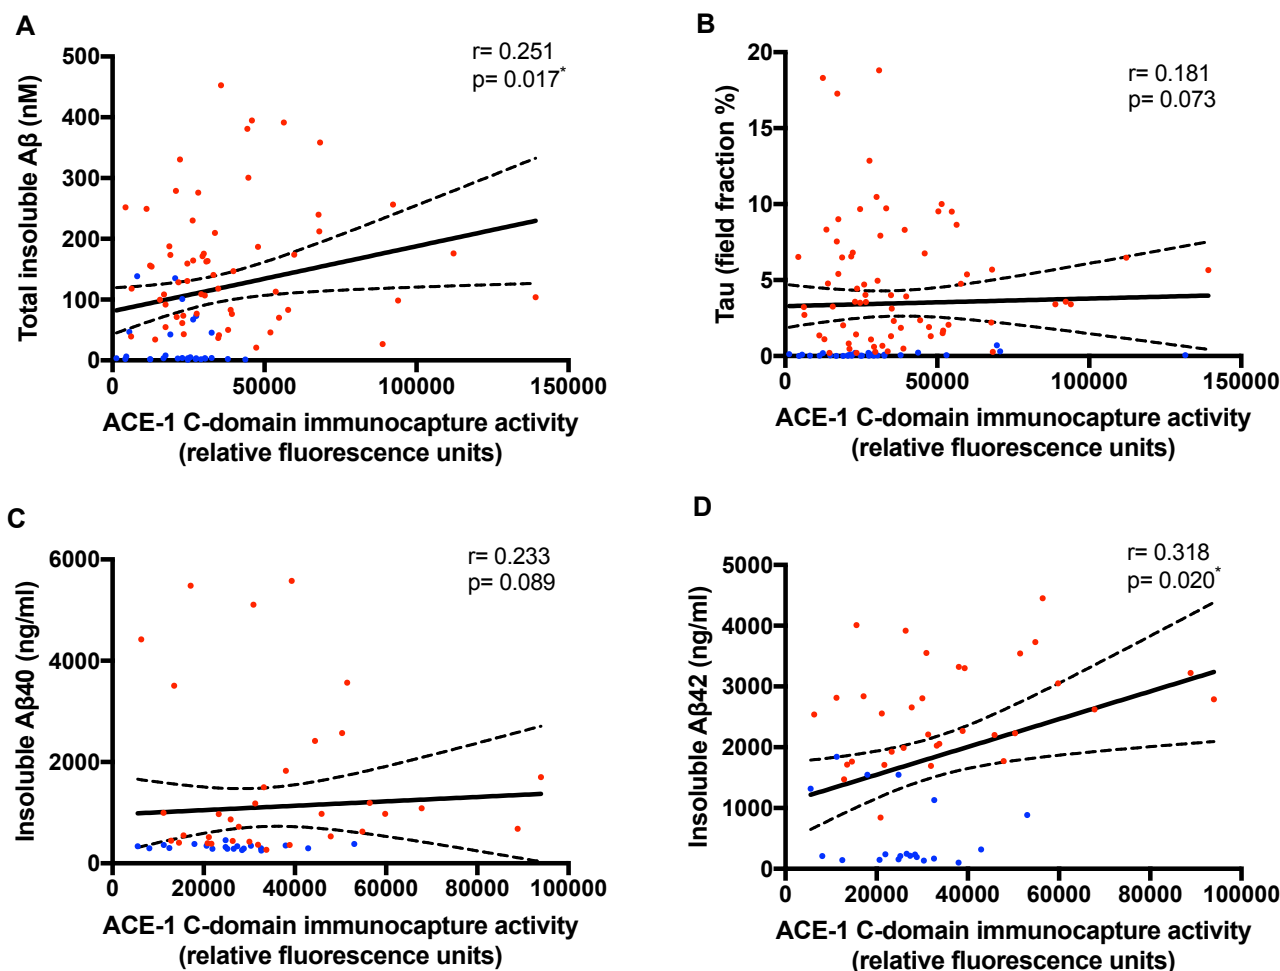 A
r= 0.251
p= 0.017*
Total insoluble Aβ (nM)
500
400
300
200
100
0
0 50000 100000 150000
ACE-1 C-domain immunocapture activity
(relative fluorescence units)
B
r= 0.181
p= 0.073
Tau (field fraction %)
20
15
10
5
0
0 50000 100000 150000
ACE-1 C-domain immunocapture activity
(relative fluorescence units)
C
r= 0.233
p= 0.089
Insoluble Aβ40 (ng/ml)
6000
4000
2000
0
0 20000 40000 60000 80000 100000
ACE-1 C-domain immunocapture activity
(relative fluorescence units)
D
r= 0.318
p= 0.020*
Insoluble Aβ42 (ng/ml)
5000
4000
3000
2000
1000
0
0 20000 40000 60000 80000 100000
ACE-1 C-domain immunocapture activity
(relative fluorescence units)